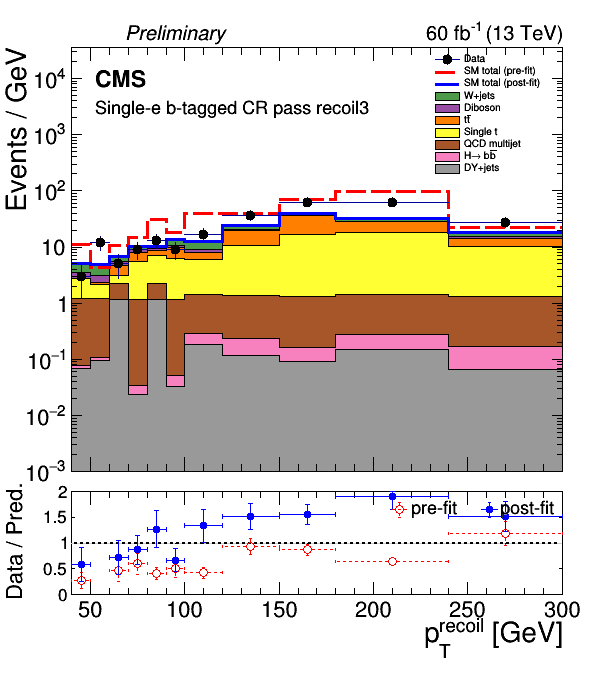 Preliminary 60 fb⁻¹ (13 TeV)
CMS
Single-e b-tagged CR pass recoil3
Data
SM total (pre-fit)
SM total (post-fit)
W+jets
Diboson
tt̅
Single t
QCD multijet
H→ bb̅
DY+jets
Events / GeV
10⁴
10³
10²
10
1
10⁻¹
10⁻²
10⁻³
Data / Pred.
2
1.5
1
0.5
0
pre-fit post-fit
50 100 150 200 250 300
p_T^recoil [GeV]